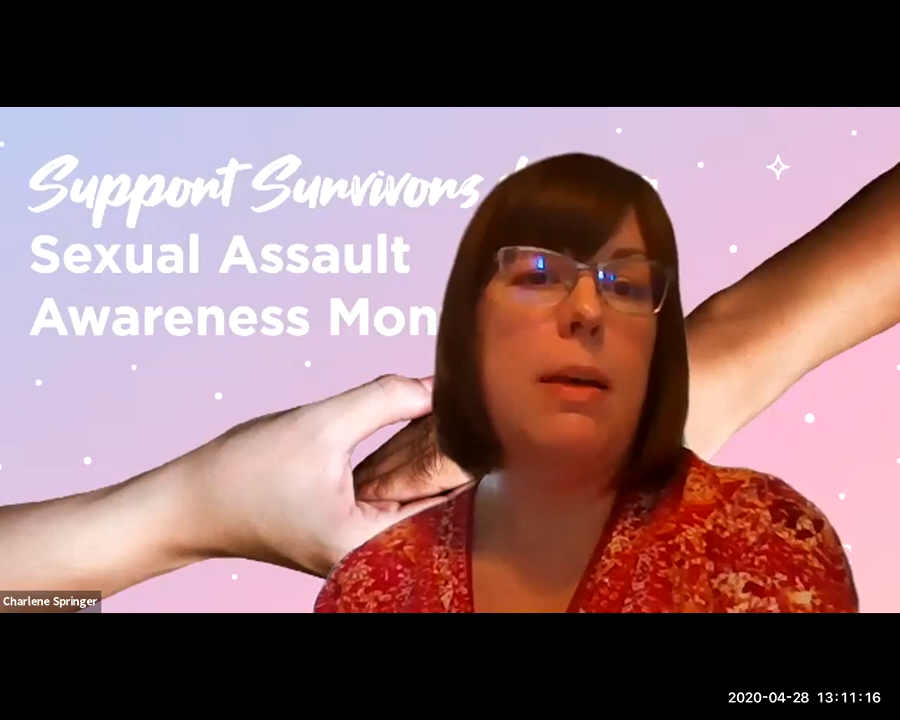 Support Survivors
Sexual Assault
Awareness Mon
Charlene Springer
2020-04-28 13:11:16